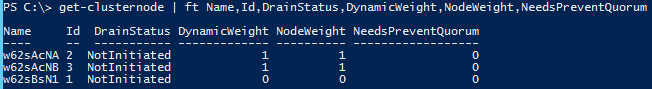 PS C:\> get-clusternode | ft Name,Id,DrainStatus,DynamicWeight,NodeWeight,NeedsPreventQuorum
Name Id DrainStatus DynamicWeight NodeWeight NeedsPreventQuorum
---- -- ----------- ------------- ---------- ------------------
w62sAcNA 2 NotInitiated 1 1 0
w62sAcNB 3 NotInitiated 1 1 0
w62sBsN1 1 NotInitiated 0 0 0